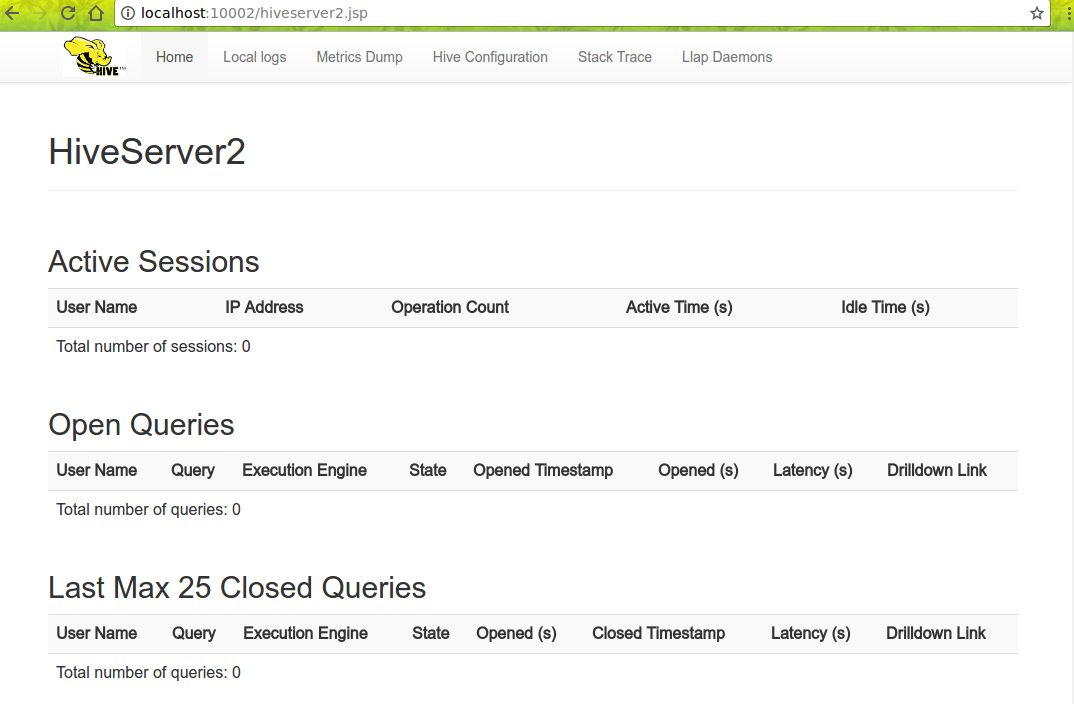 localhost:10002/hiveserver2.jsp
HIVE™ Home Local logs Metrics Dump Hive Configuration Stack Trace Llap Daemons
HiveServer2
Active Sessions
User Name IP Address Operation Count Active Time (s) Idle Time (s)
Total number of sessions: 0
Open Queries
User Name Query Execution Engine State Opened Timestamp Opened (s) Latency (s) Drilldown Link
Total number of queries: 0
Last Max 25 Closed Queries
User Name Query Execution Engine State Opened (s) Closed Timestamp Latency (s) Drilldown Link
Total number of queries: 0